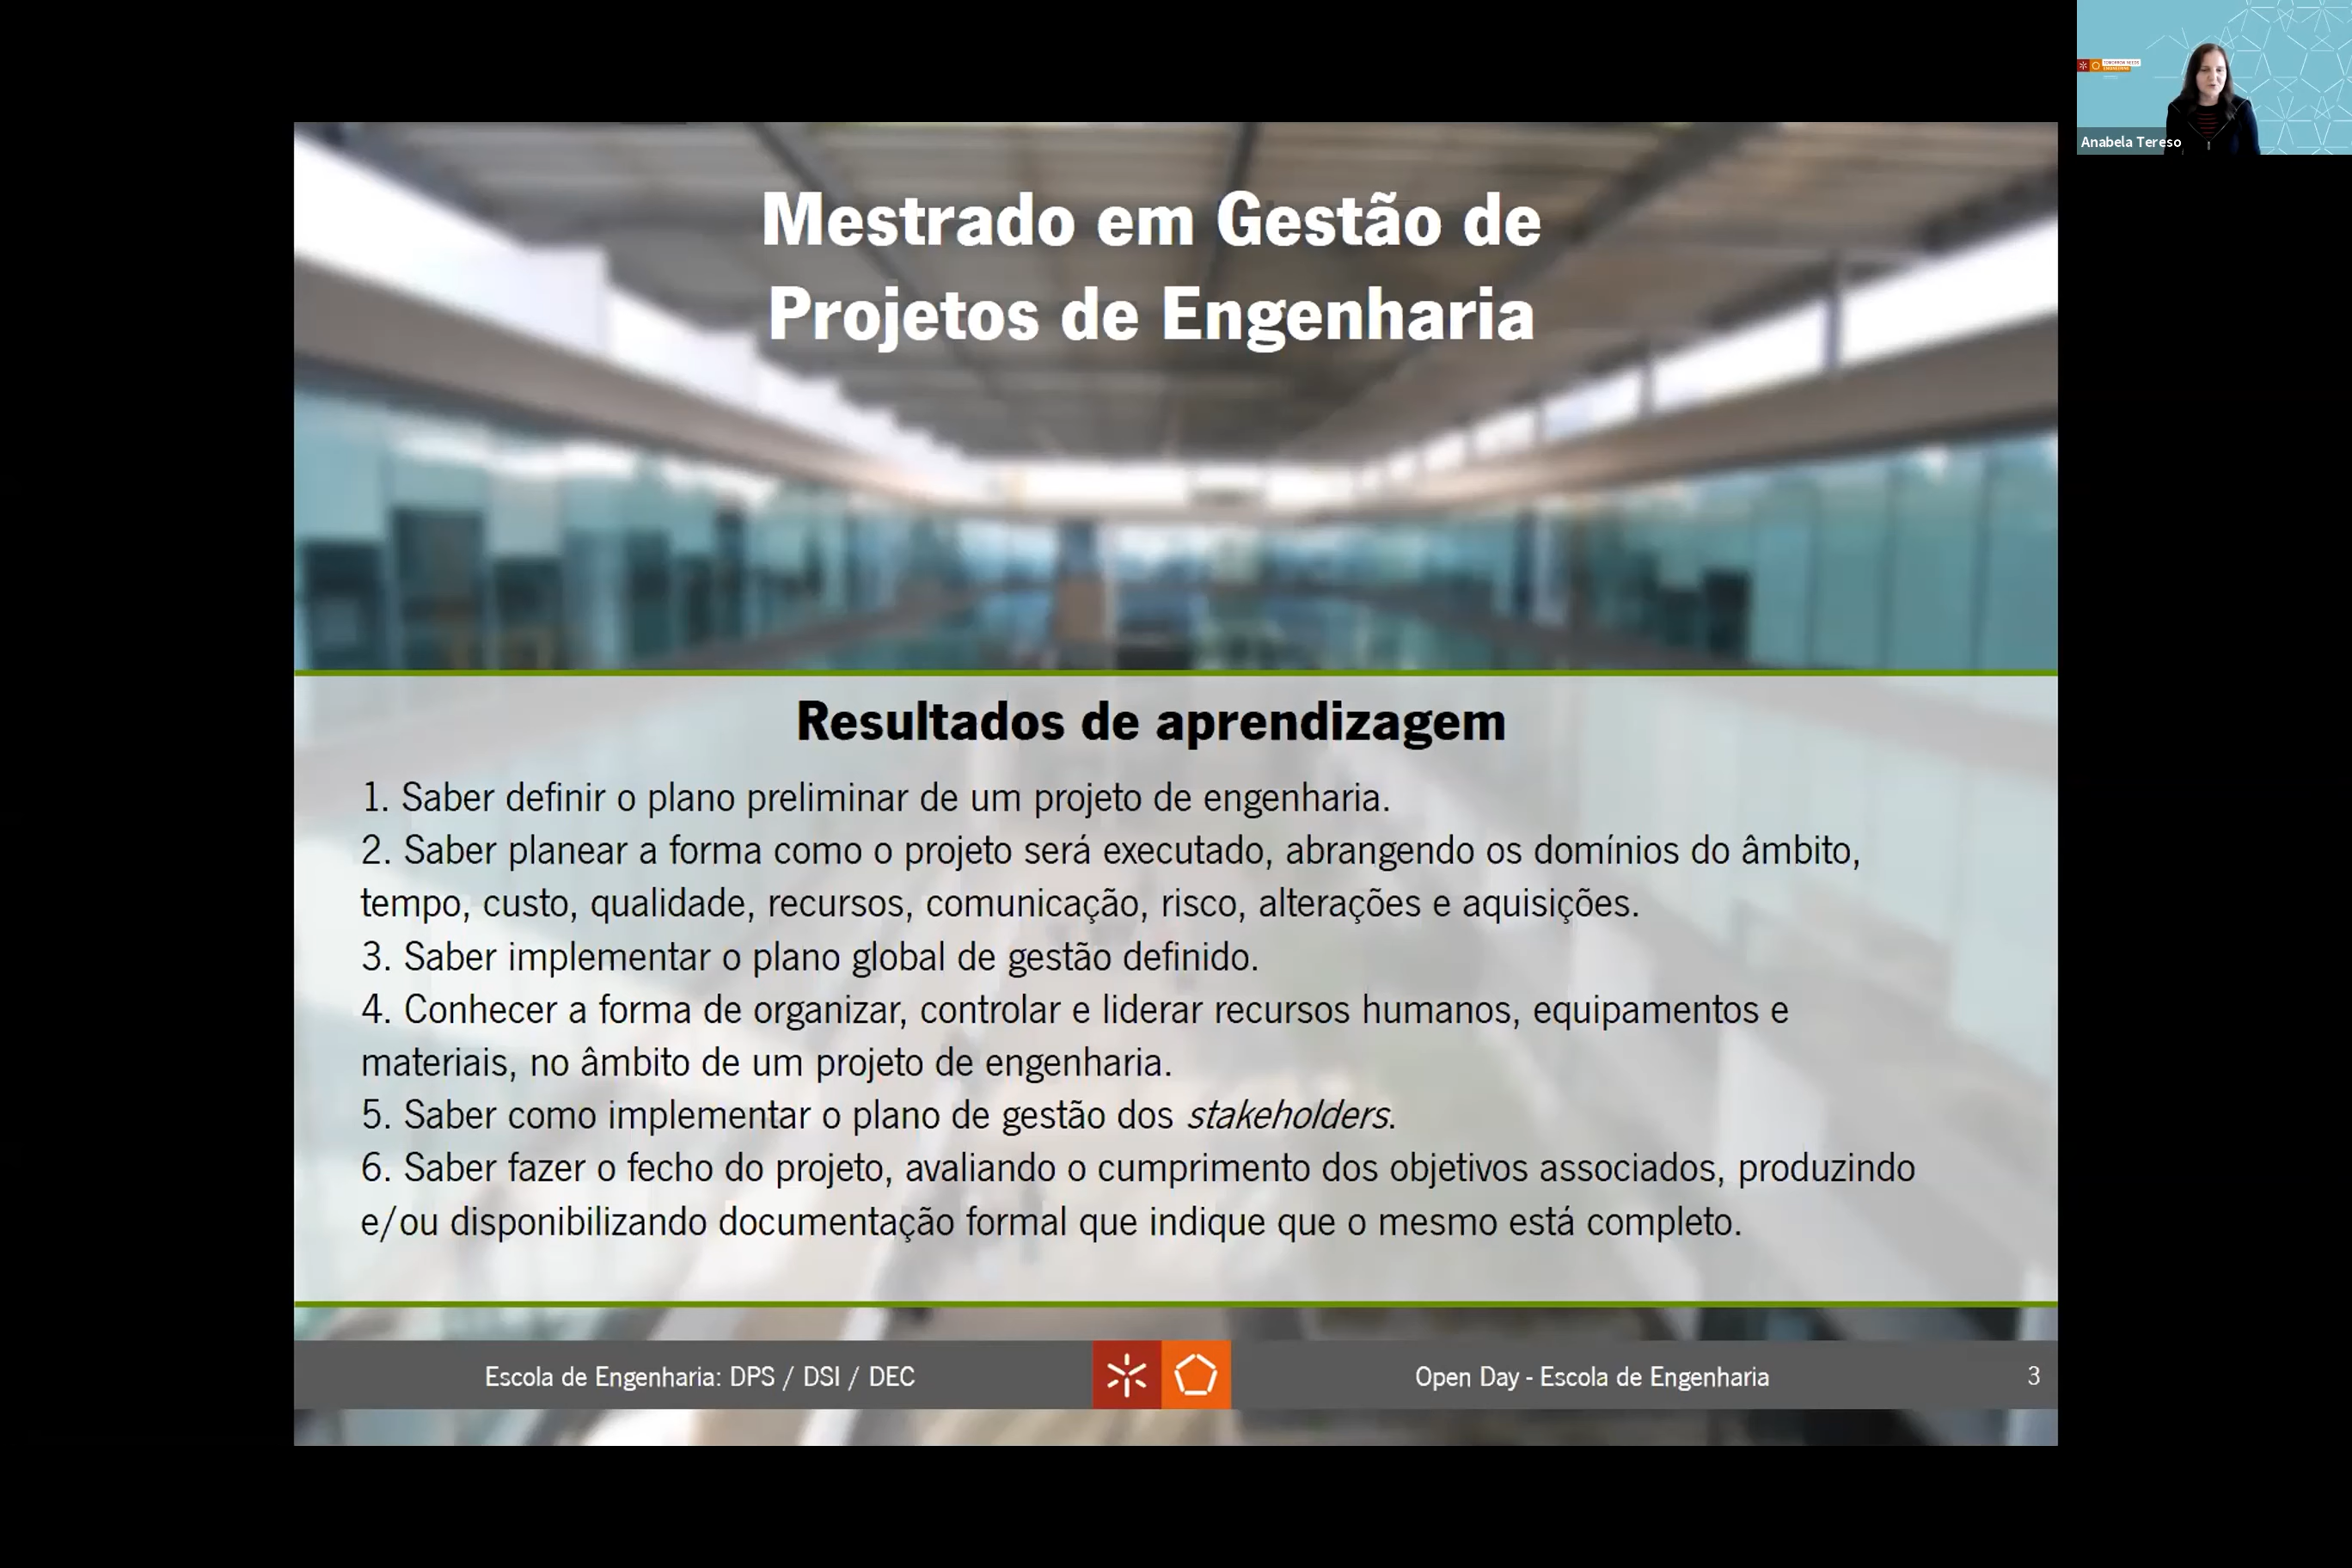 Anabela Tereso
Mestrado em Gestão de
Projetos de Engenharia
Resultados de aprendizagem
1. Saber definir o plano preliminar de um projeto de engenharia.
2. Saber planear a forma como o projeto será executado, abrangendo os domínios do âmbito,
tempo, custo, qualidade, recursos, comunicação, risco, alterações e aquisições.
3. Saber implementar o plano global de gestão definido.
4. Conhecer a forma de organizar, controlar e liderar recursos humanos, equipamentos e
materiais, no âmbito de um projeto de engenharia.
5. Saber como implementar o plano de gestão dos stakeholders.
6. Saber fazer o fecho do projeto, avaliando o cumprimento dos objetivos associados, produzindo
e/ou disponibilizando documentação formal que indique que o mesmo está completo.
Escola de Engenharia: DPS / DSI / DEC
Open Day - Escola de Engenharia
3